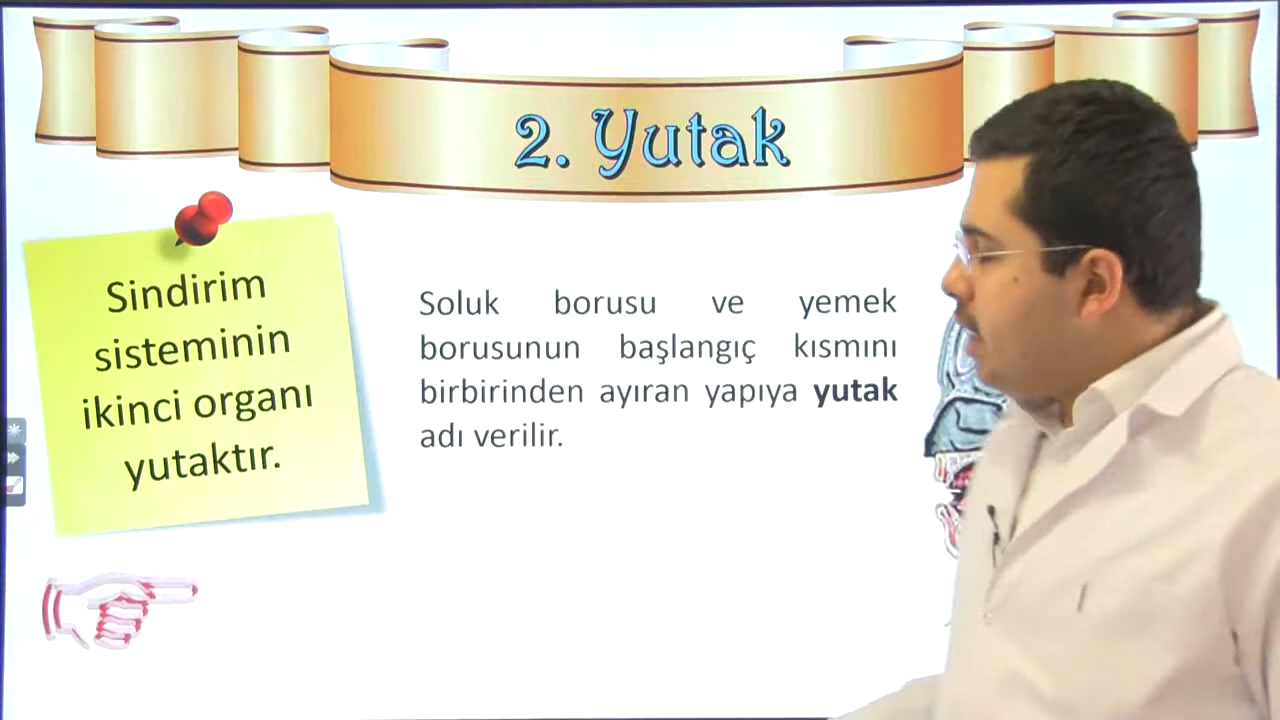 2. Yutak
Sindirim
sisteminin
ikinci organı
yutaktır.
Soluk borusu ve yemek
borusunun başlangıç kısmını
birbirinden ayıran yapıya yutak
adı verilir.